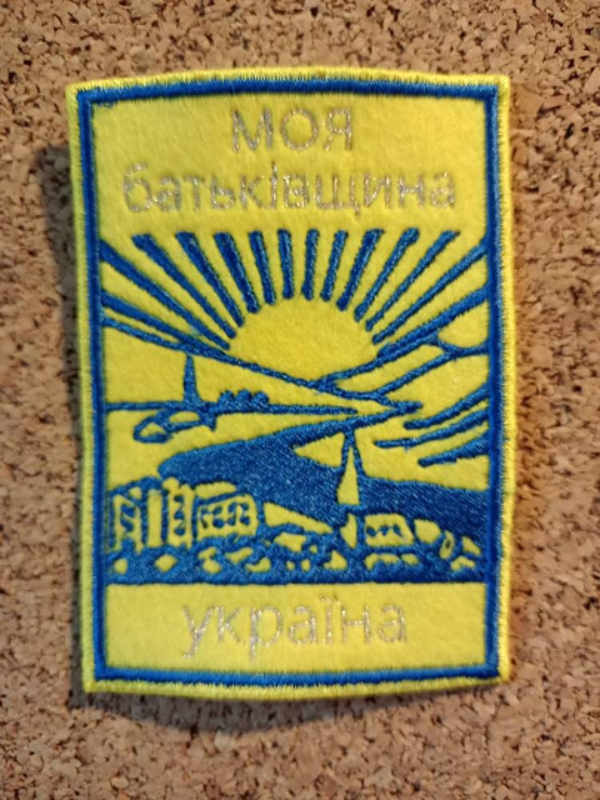 моя
батьківщина
україна